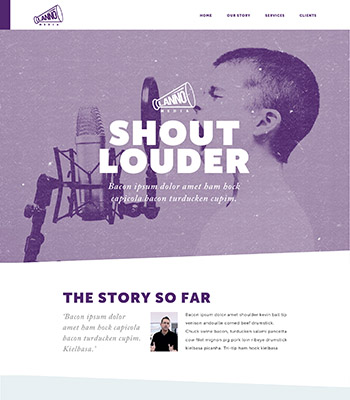 LANNO
MEDIA
HOME OUR STORY SERVICES CLIENTS
LANNO
MEDIA
SHOUT
LOUDER
Bacon ipsum dolor amet ham hock
capicola bacon turducken cupim.
THE STORY SO FAR
'Bacon ipsum dolor
amet ham hock capicola
bacon turducken cupim.
Kielbasa.'
Bacon ipsum dolor amet shoulder kevin ball tip
venison andouille corned beef drumstick.
Chuck swine bacon, turducken salami pancetta
cow filet mignon pig pork loin ribeye drumstick
kielbasa picanha. Tri-tip ham hock kielbasa